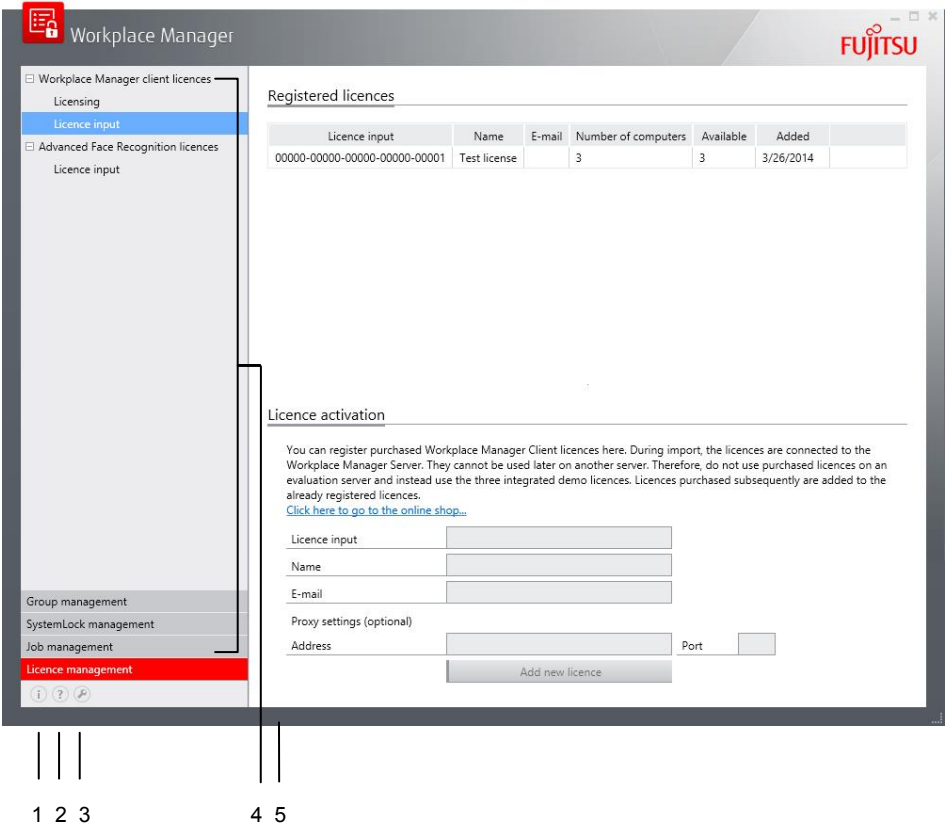 Workplace Manager
FUJITSU
Workplace Manager client licences
Licensing
Licence input
Advanced Face Recognition licences
Licence input
Group management
SystemLock management
Job management
Licence management
i ?
Registered licences
Licence input Name E-mail Number of computers Available Added
00000-00000-00000-00000-00001 Test license 3 3 3/26/2014
Licence activation
You can register purchased Workplace Manager Client licences here. During import, the licences are connected to the
Workplace Manager Server. They cannot be used later on another server. Therefore, do not use purchased licences on an
evaluation server and instead use the three integrated demo licences. Licences purchased subsequently are added to the
already registered licences.
Click here to go to the online shop...
Licence input
Name
E-mail
Proxy settings (optional)
Address Port
Add new licence
1 2 3 4 5